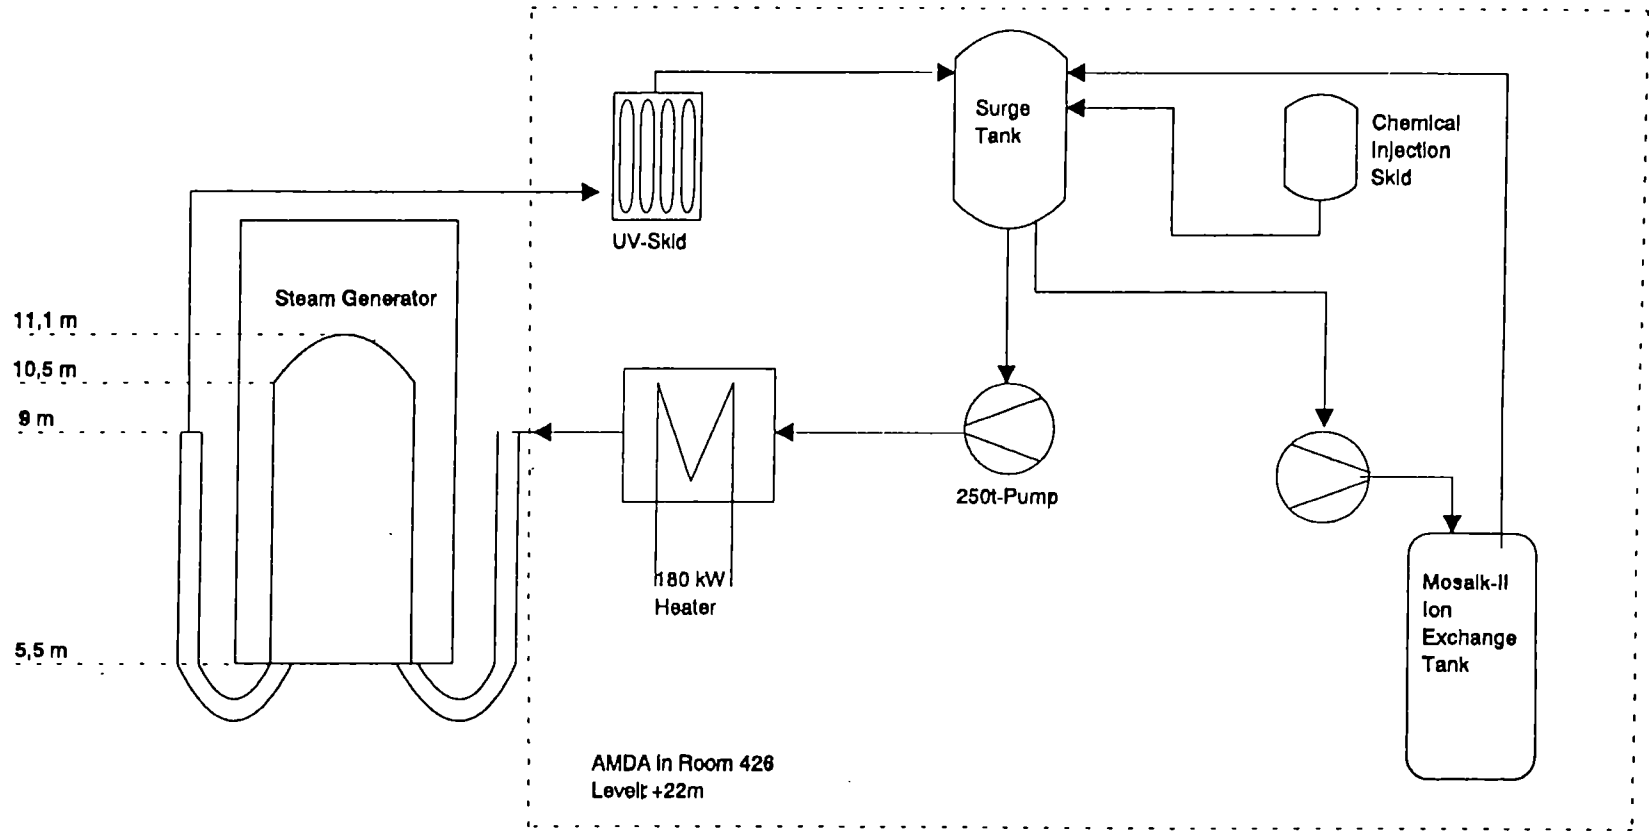 Surge
Tank
Chemical
Injection
Skid
UV-Skid
Steam Generator
11,1 m
10,5 m
9 m
250t-Pump
180 kW
Heater
Mosaik-II
Ion
Exchange
Tank
5,5 m
AMDA in Room 426
Level: +22m